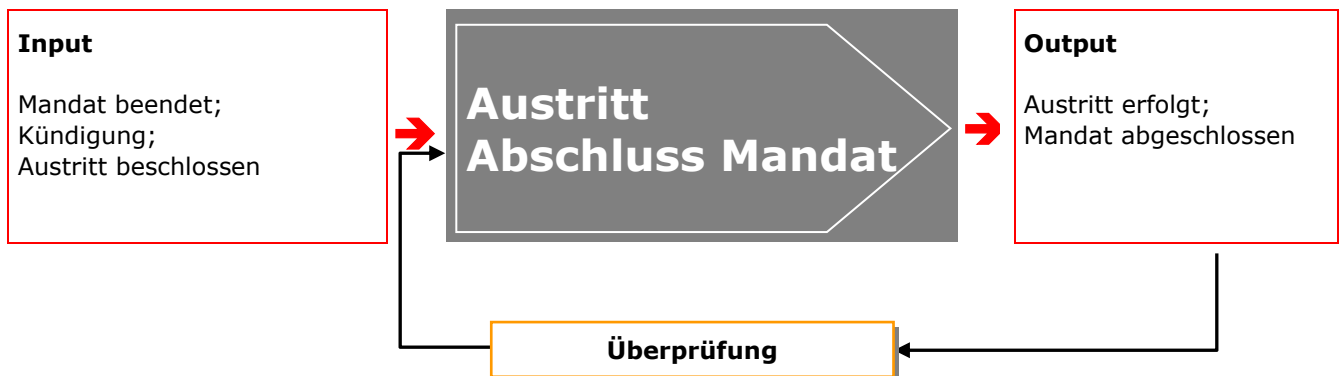 Input
Mandat beendet;
Kündigung;
Austritt beschlossen
Austritt
Abschluss Mandat
Output
Austritt erfolgt;
Mandat abgeschlossen
Überprüfung